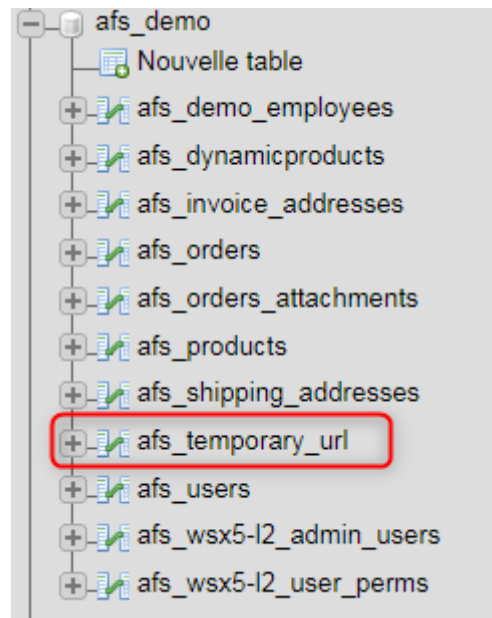 afs_demo
Nouvelle table
afs_demo_employees
afs_dynamicproducts
afs_invoice_addresses
afs_orders
afs_orders_attachments
afs_products
afs_shipping_addresses
afs_temporary_url
afs_users
afs_wsx5-l2_admin_users
afs_wsx5-l2_user_perms